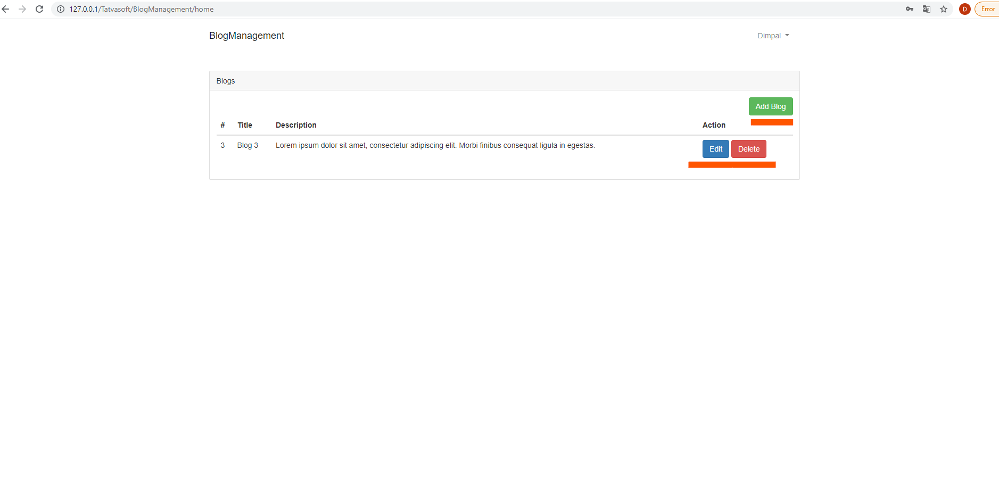 127.0.0.1/Tatvasoft/BlogManagement/home
D
Error
BlogManagement
Dimpal
Blogs
Add Blog
# Title Description Action
3 Blog 3 Lorem ipsum dolor sit amet, consectetur adipiscing elit. Morbi finibus consequat ligula in egestas. Edit Delete